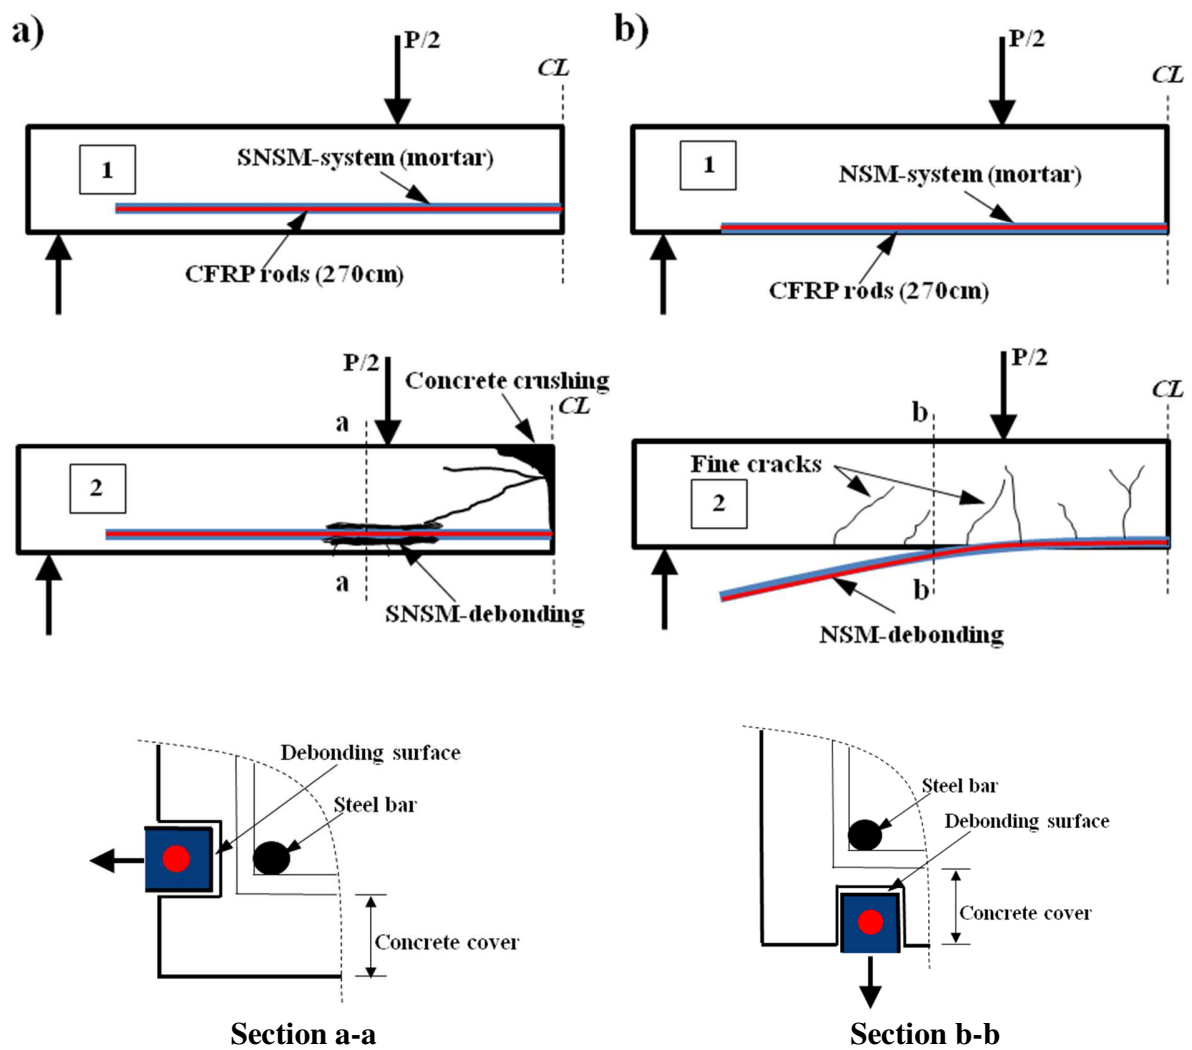 a)
P/2
CL
1
SNSM-system (mortar)
CFRP rods (270cm)
b)
P/2
CL
1
NSM-system (mortar)
CFRP rods (270cm)
P/2
Concrete crushing
CL
a
2
a
SNSM-debonding
P/2
CL
b
Fine cracks
2
b
NSM-debonding
Debonding surface
Steel bar
Concrete cover
Section a-a
Steel bar
Debonding surface
Concrete cover
Section b-b